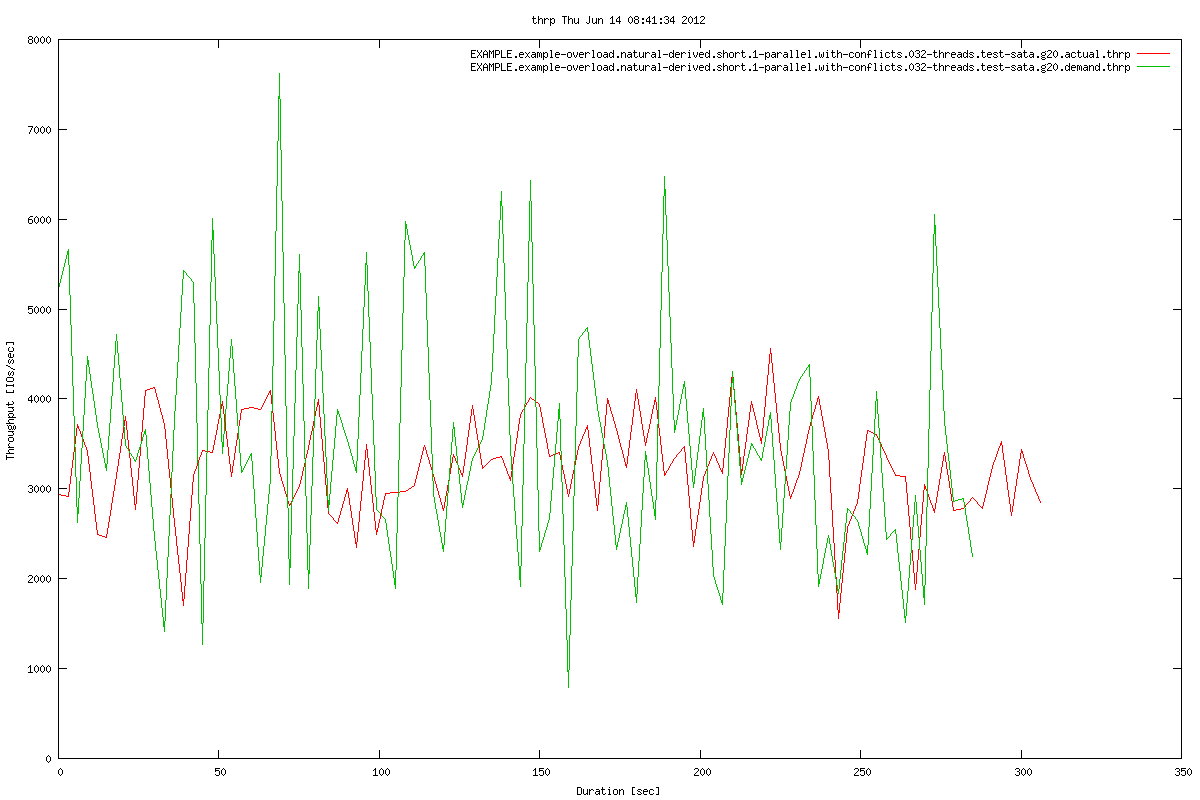 thrp Thu Jun 14 08:41:34 2012
EXAMPLE.example-overload.natural-derived.short.1-parallel.with-conflicts.032-threads.test-sata.g20.actual.thrp
EXAMPLE.example-overload.natural-derived.short.1-parallel.with-conflicts.032-threads.test-sata.g20.demand.thrp
8000
7000
6000
5000
4000
3000
2000
1000
0
Throughput [IOs/sec]
0 50 100 150 200 250 300 350
Duration [sec]